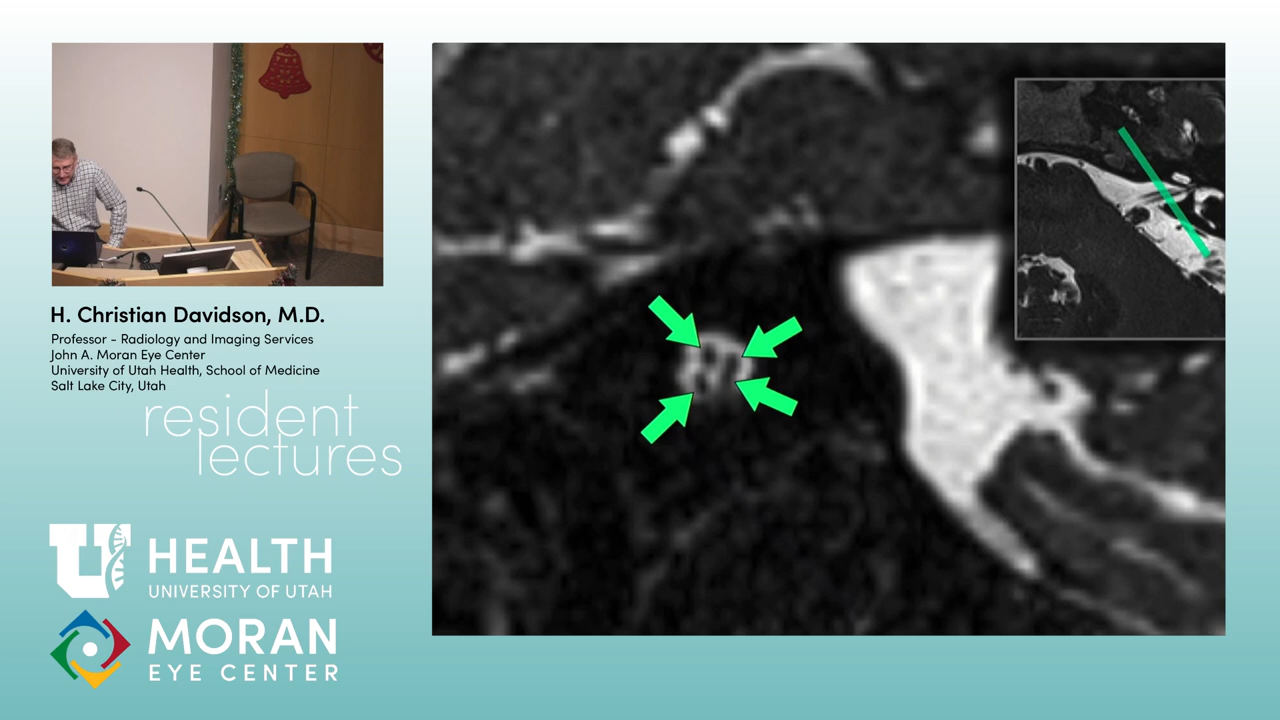 H. Christian Davidson, M.D.
Professor - Radiology and Imaging Services
John A. Moran Eye Center
University of Utah Health, School of Medicine
Salt Lake City, Utah
resident
lectures
U HEALTH
UNIVERSITY OF UTAH
MORAN
EYE CENTER